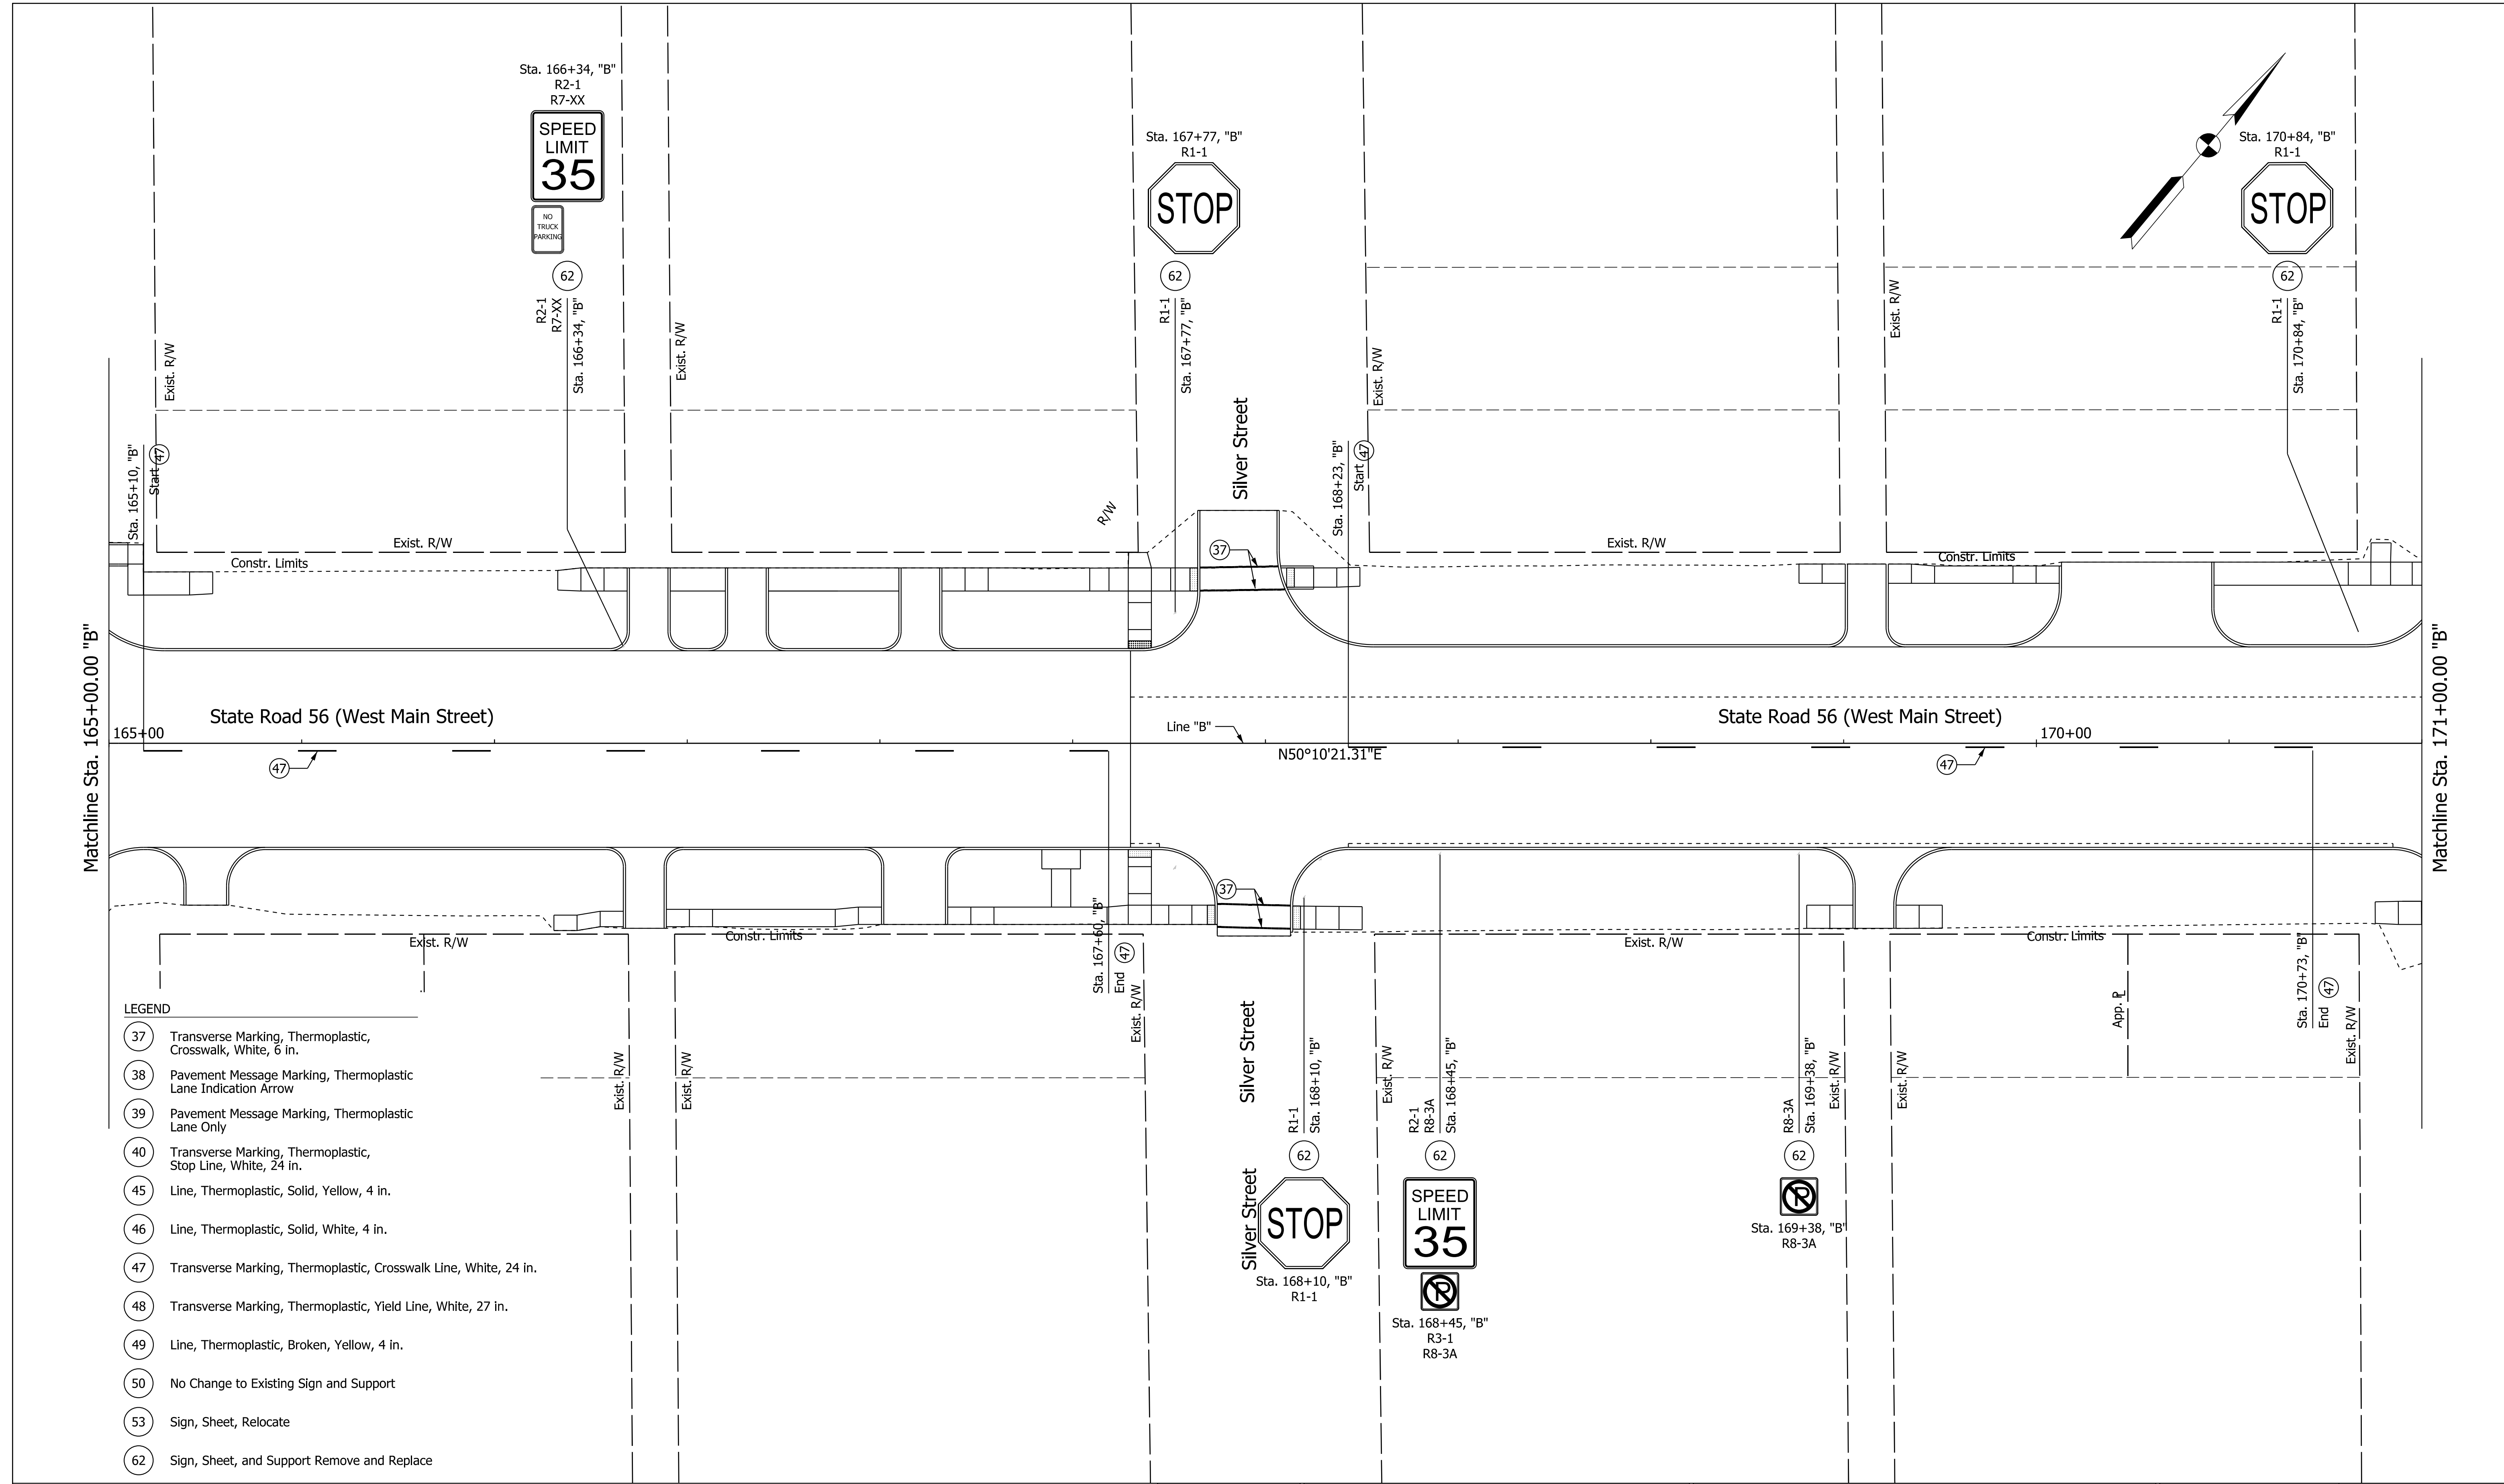 Sta. 166+34, "B"
R2-1
R7-XX
SPEED
LIMIT
35
NO
TRUCK
PARKING
62
R2-1
R7-XX
Sta. 166+34, "B"
Sta. 167+77, "B"
R1-1
STOP
62
R1-1
Sta. 167+77, "B"
Sta. 170+84, "B"
R1-1
STOP
62
R1-1
Sta. 170+84, "B"
Exist. R/W
Exist. R/W
Exist. R/W
Exist. R/W
Silver Street
Sta. 165+10, "B"
Start 47
Sta. 168+23, "B"
Start 47
R/W
Exist. R/W
Constr. Limits
37
Exist. R/W
Constr. Limits
Matchline Sta. 165+00.00 "B"
State Road 56 (West Main Street)
165+00
47
Line "B"
N50°10'21.31"E
State Road 56 (West Main Street)
170+00
47
Matchline Sta. 171+00.00 "B"
37
Exist. R/W
Constr. Limits
Sta. 167+60, "B"
End 47
Exist. R/W
Exist. R/W
Constr. Limits
Sta. 170+73, "B"
End 47
Exist. R/W
App. PL
Exist. R/W
Exist. R/W
Silver Street
R1-1
Sta. 168+10, "B"
Exist. R/W
R2-1
R8-3A
Sta. 168+45, "B"
R8-3A
Sta. 169+38, "B"
Exist. R/W
Exist. R/W
62
62
62
Silver Street
STOP
Sta. 168+10, "B"
R1-1
SPEED
LIMIT
35
P
Sta. 168+45, "B"
R3-1
R8-3A
P
Sta. 169+38, "B"
R8-3A
LEGEND
37 Transverse Marking, Thermoplastic,
Crosswalk, White, 6 in.
38 Pavement Message Marking, Thermoplastic
Lane Indication Arrow
39 Pavement Message Marking, Thermoplastic
Lane Only
40 Transverse Marking, Thermoplastic,
Stop Line, White, 24 in.
45 Line, Thermoplastic, Solid, Yellow, 4 in.
46 Line, Thermoplastic, Solid, White, 4 in.
47 Transverse Marking, Thermoplastic, Crosswalk Line, White, 24 in.
48 Transverse Marking, Thermoplastic, Yield Line, White, 27 in.
49 Line, Thermoplastic, Broken, Yellow, 4 in.
50 No Change to Existing Sign and Support
53 Sign, Sheet, Relocate
62 Sign, Sheet, and Support Remove and Replace